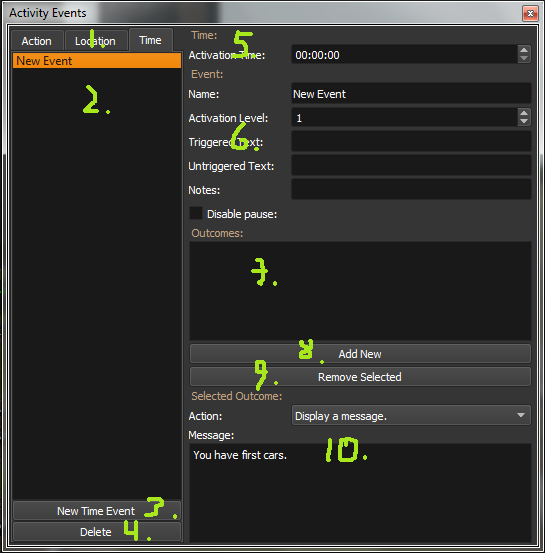 Activity Events
Action Location Time
1.
New Event
2.
New Time Event 3.
Delete 4.
Time:
5.
Activation Time: 00:00:00
Event:
Name: New Event
Activation Level: 1
6.
Triggered Text:
Untriggered Text:
Notes:
Disable pause:
Outcomes:
7.
8. Add New
9. Remove Selected
Selected Outcome:
Action: Display a message.
Message:
10.
You have first cars.